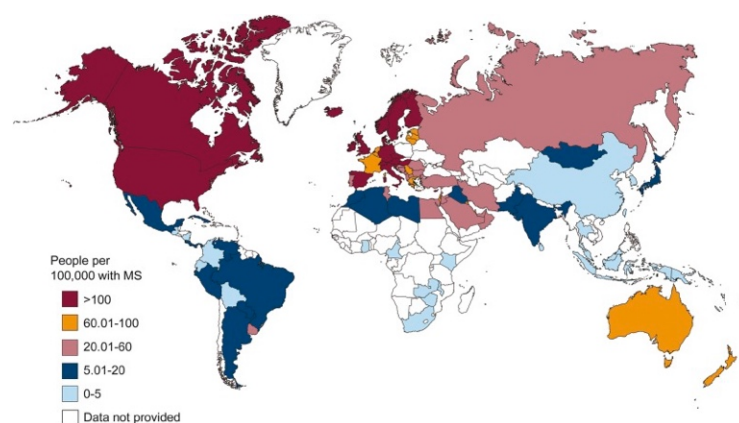 People per
100,000 with MS
>100
60.01-100
20.01-60
5.01-20
0-5
Data not provided